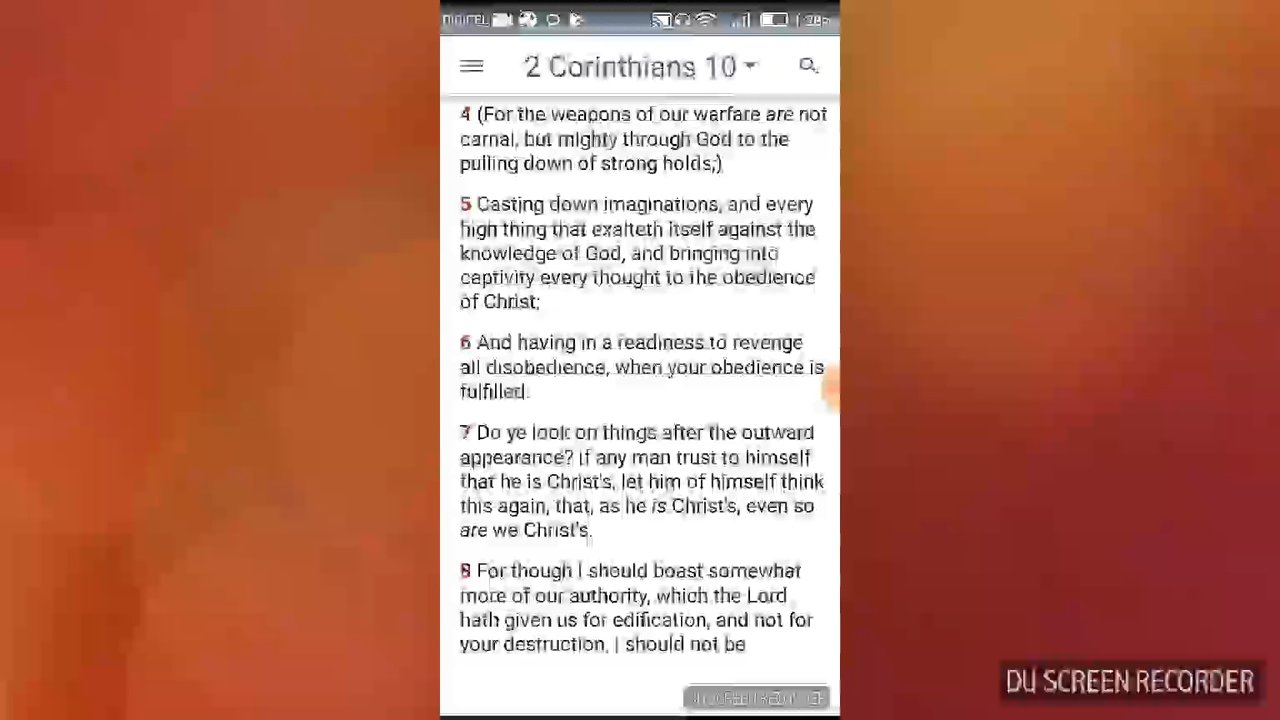 DIGICEL
2 Corinthians 10
4 (For the weapons of our warfare are not
carnal, but mighty through God to the
pulling down of strong holds;)
5 Casting down imaginations, and every
high thing that exalteth itself against the
knowledge of God, and bringing into
captivity every thought to the obedience
of Christ;
6 And having in a readiness to revenge
all disobedience, when your obedience is
fulfilled.
7 Do ye look on things after the outward
appearance? If any man trust to himself
that he is Christ's, let him of himself think
this again, that, as he is Christ's, even so
are we Christ's.
8 For though I should boast somewhat
more of our authority, which the Lord
hath given us for edification, and not for
your destruction, I should not be
DU SCREEN RECORDER